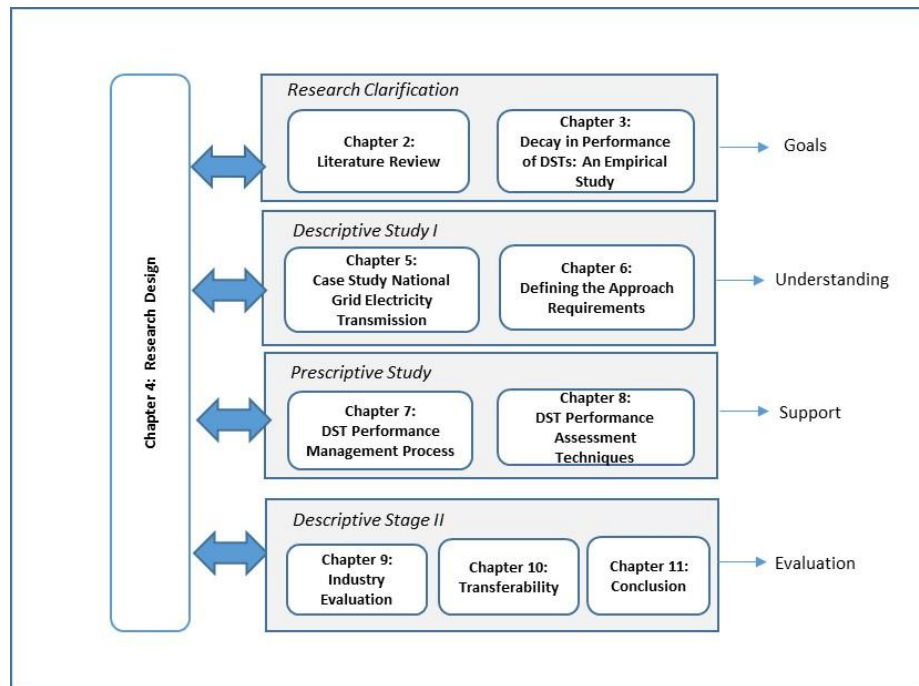 Chapter 4: Research Design
Research Clarification
Chapter 2:
Literature Review
Chapter 3:
Decay in Performance
of DSTs: An Empirical
Study
Goals
Descriptive Study I
Chapter 5:
Case Study National
Grid Electricity
Transmission
Chapter 6:
Defining the Approach
Requirements
Understanding
Prescriptive Study
Chapter 7:
DST Performance
Management Process
Chapter 8:
DST Performance
Assessment
Techniques
Support
Descriptive Stage II
Chapter 9:
Industry
Evaluation
Chapter 10:
Transferability
Chapter 11:
Conclusion
Evaluation